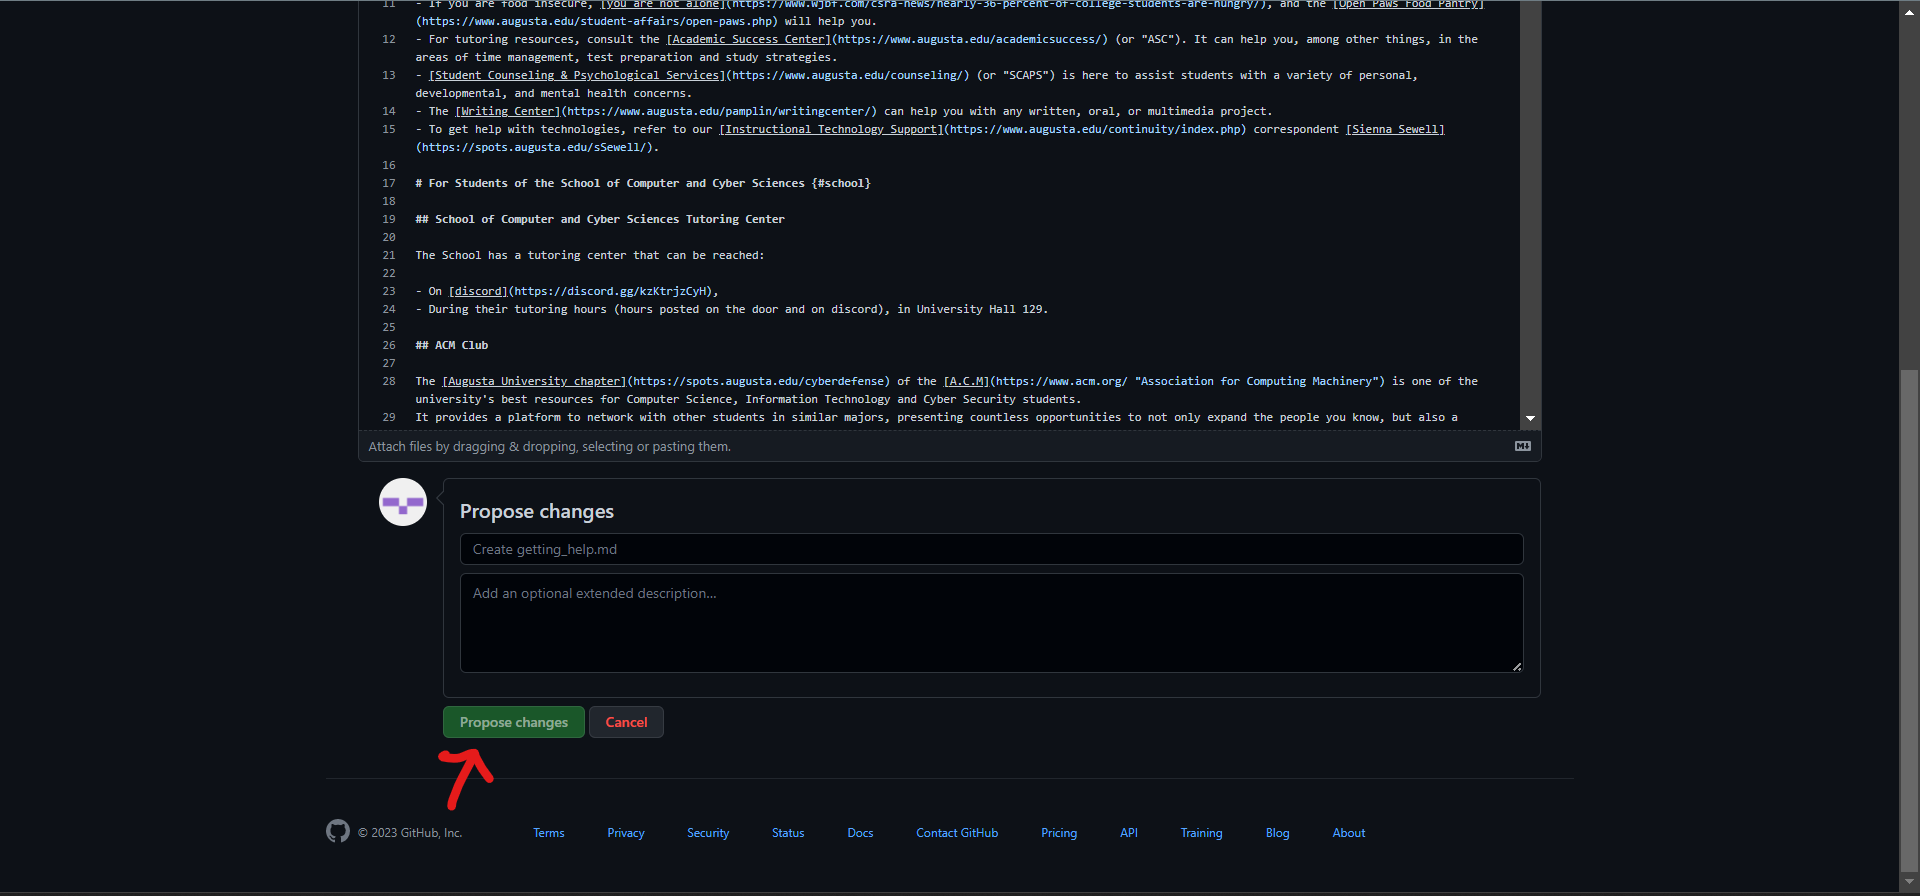 11 - If you are food insecure, [you are not alone](https://www.wjbf.com/csra-news/nearly-36-percent-of-college-students-are-hungry/), and the [Open Paws Food Pantry]
(https://www.augusta.edu/student-affairs/open-paws.php) will help you.
12 - For tutoring resources, consult the [Academic Success Center](https://www.augusta.edu/academicsuccess/) (or "ASC"). It can help you, among other things, in the
areas of time management, test preparation and study strategies.
13 - [Student Counseling & Psychological Services](https://www.augusta.edu/counseling/) (or "SCAPS") is here to assist students with a variety of personal,
developmental, and mental health concerns.
14 - The [Writing Center](https://www.augusta.edu/pamplin/writingcenter/) can help you with any written, oral, or multimedia project.
15 - To get help with technologies, refer to our [Instructional Technology Support](https://www.augusta.edu/continuity/index.php) correspondent [Sienna Sewell]
(https://spots.augusta.edu/sSewell/).
16
17 # For Students of the School of Computer and Cyber Sciences {#school}
18
19 ## School of Computer and Cyber Sciences Tutoring Center
20
21 The School has a tutoring center that can be reached:
22
23 - On [discord](https://discord.gg/kzKtrjzCyH),
24 - During their tutoring hours (hours posted on the door and on discord), in University Hall 129.
25
26 ## ACM Club
27
28 The [Augusta University chapter](https://spots.augusta.edu/cyberdefense) of the [A.C.M](https://www.acm.org/ "Association for Computing Machinery") is one of the
university's best resources for Computer Science, Information Technology and Cyber Security students.
29 It provides a platform to network with other students in similar majors, presenting countless opportunities to not only expand the people you know, but also a
Attach files by dragging & dropping, selecting or pasting them.
Propose changes
Create getting_help.md
Add an optional extended description...
Propose changes Cancel
© 2023 GitHub, Inc. Terms Privacy Security Status Docs Contact GitHub Pricing API Training Blog About